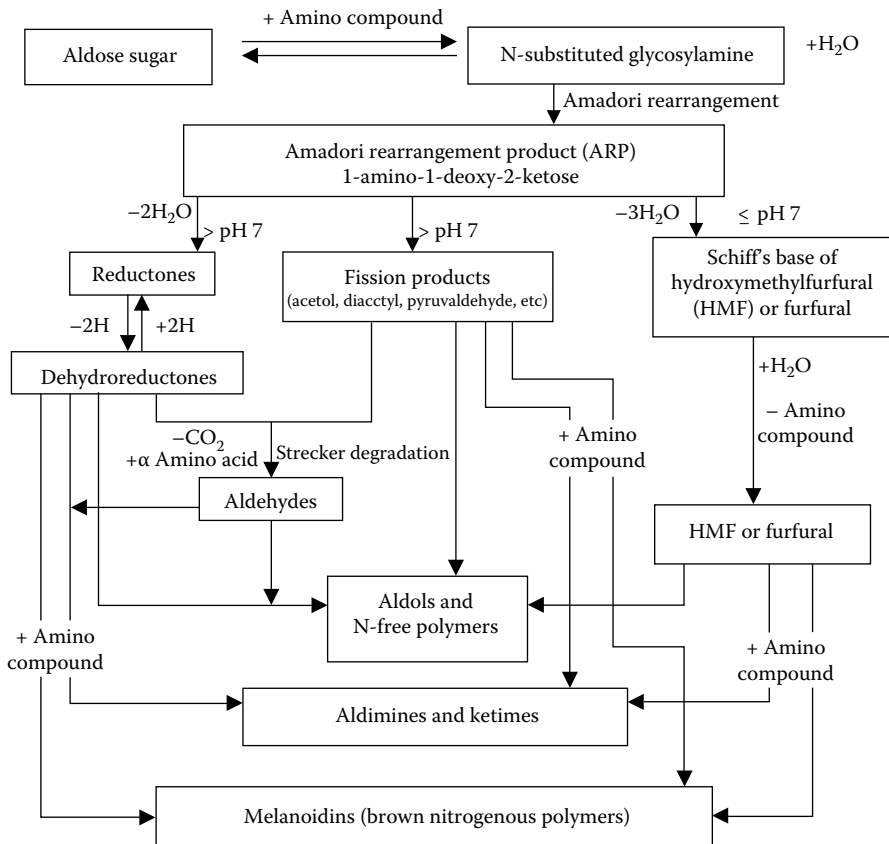 + Amino compound
Aldose sugar
N-substituted glycosylamine
+H₂O
Amadori rearrangement
Amadori rearrangement product (ARP)
1-amino-1-deoxy-2-ketose
−2H₂O
> pH 7
> pH 7
−3H₂O
≤ pH 7
Reductones
Fission products
(acetol, diacctyl, pyruvaldehyde, etc)
Schiff's base of
hydroxymethylfurfural
(HMF) or furfural
−2H
+2H
Dehydroreductones
+H₂O
− Amino
compound
−CO₂
+α Amino acid
Strecker degradation
+ Amino
compound
Aldehydes
HMF or furfural
Aldols and
N-free polymers
+ Amino
compound
+ Amino
compound
Aldimines and ketimes
Melanoidins (brown nitrogenous polymers)